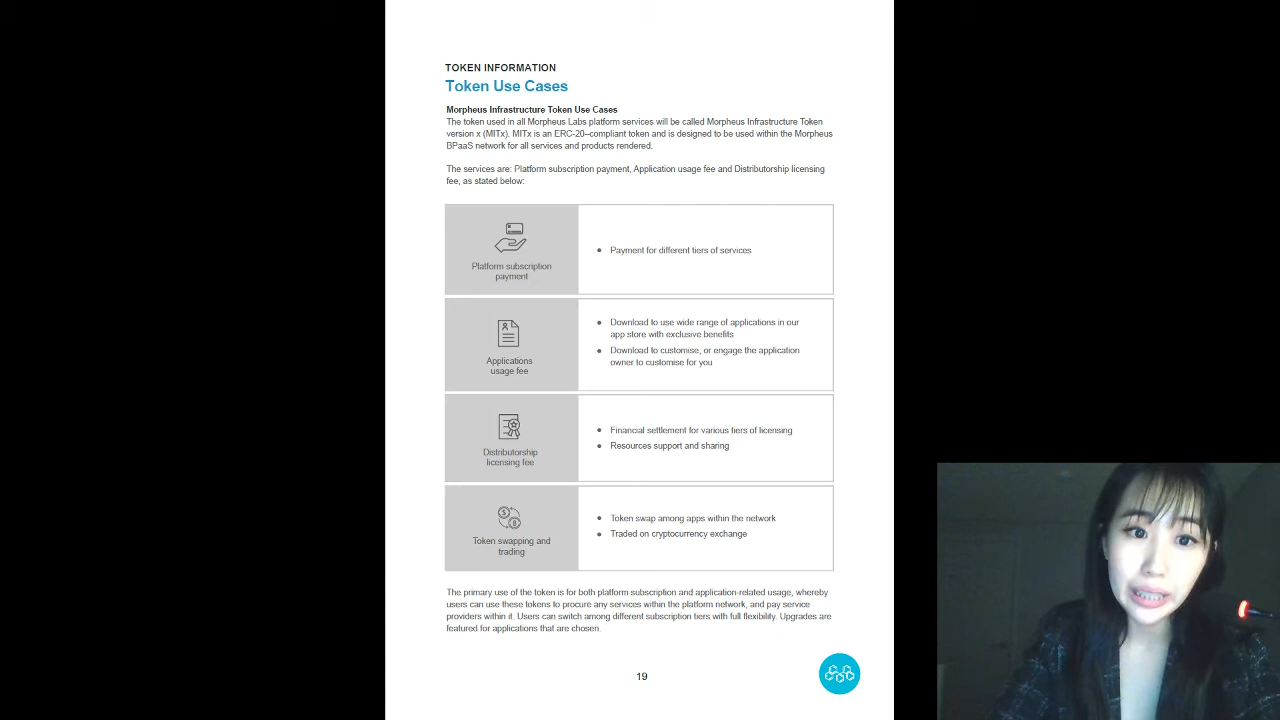 TOKEN INFORMATION
Token Use Cases
Morpheus Infrastructure Token Use Cases
The token used in all Morpheus Labs platform services will be called Morpheus Infrastructure Token
version x (MITx). MITx is an ERC-20–compliant token and is designed to be used within the Morpheus
BPaaS network for all services and products rendered.
The services are: Platform subscription payment, Application usage fee and Distributorship licensing
fee, as stated below:
Platform subscription
payment
● Payment for different tiers of services
Applications
usage fee
● Download to use wide range of applications in our
app store with exclusive benefits
● Download to customise, or engage the application
owner to customise for you
Distributorship
licensing fee
● Financial settlement for various tiers of licensing
● Resources support and sharing
Token swapping and
trading
● Token swap among apps within the network
● Traded on cryptocurrency exchange
The primary use of the token is for both platform subscription and application-related usage, whereby
users can use these tokens to procure any services within the platform network, and pay service
providers within it. Users can switch among different subscription tiers with full flexibility. Upgrades are
featured for applications that are chosen.
19